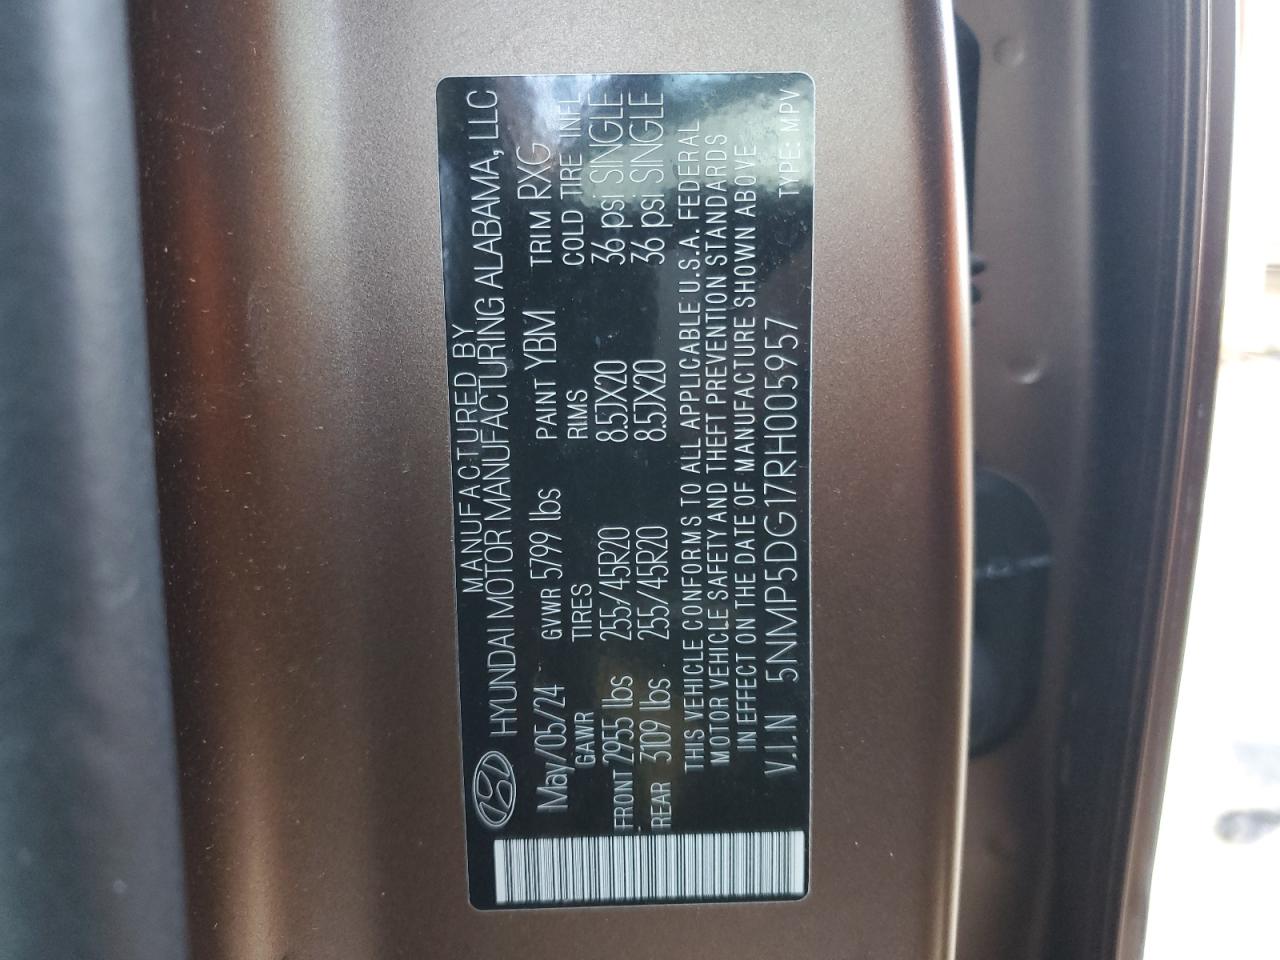 MANUFACTURED BY
HYUNDAI MOTOR MANUFACTURING ALABAMA, LLC
May/05/24 GVWR 5799 lbs PAINT YBM TRIM RXG
GAWR TIRES RIMS COLD TIRE INFL
FRONT 2955 lbs 255/45R20 8.5JX20 36 psi SINGLE
REAR 3109 lbs 255/45R20 8.5JX20 36 psi SINGLE
THIS VEHICLE CONFORMS TO ALL APPLICABLE U.S.A. FEDERAL
MOTOR VEHICLE SAFETY AND THEFT PREVENTION STANDARDS
IN EFFECT ON THE DATE OF MANUFACTURE SHOWN ABOVE
V.I.N 5NMP5DG17RH005957 TYPE: MPV